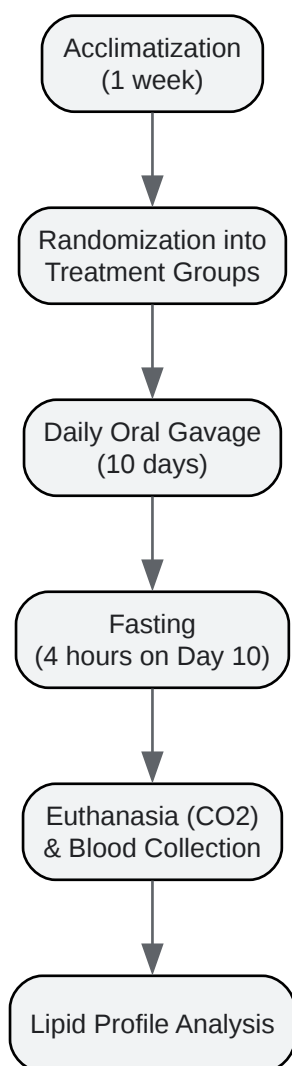 Acclimatization
(1 week)
Randomization into
Treatment Groups
Daily Oral Gavage
(10 days)
Fasting
(4 hours on Day 10)
Euthanasia (CO2)
& Blood Collection
Lipid Profile Analysis